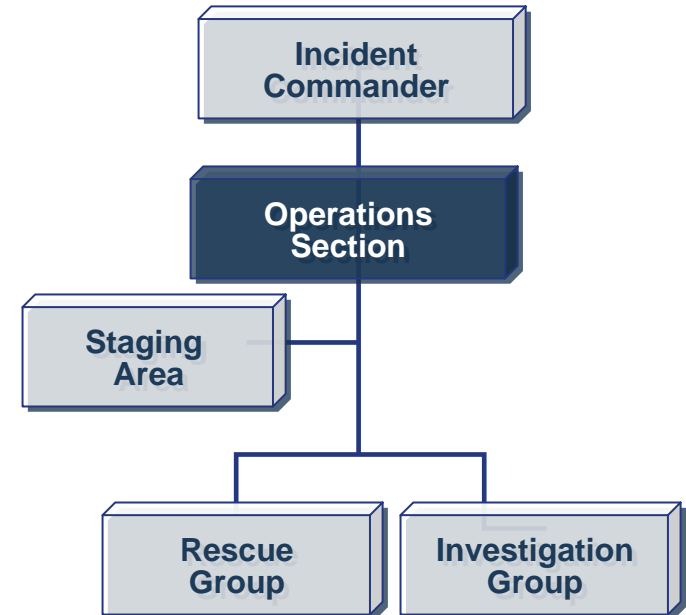 Incident
Commander
Operations
Section
Staging
Area
Rescue
Group
Investigation
Group